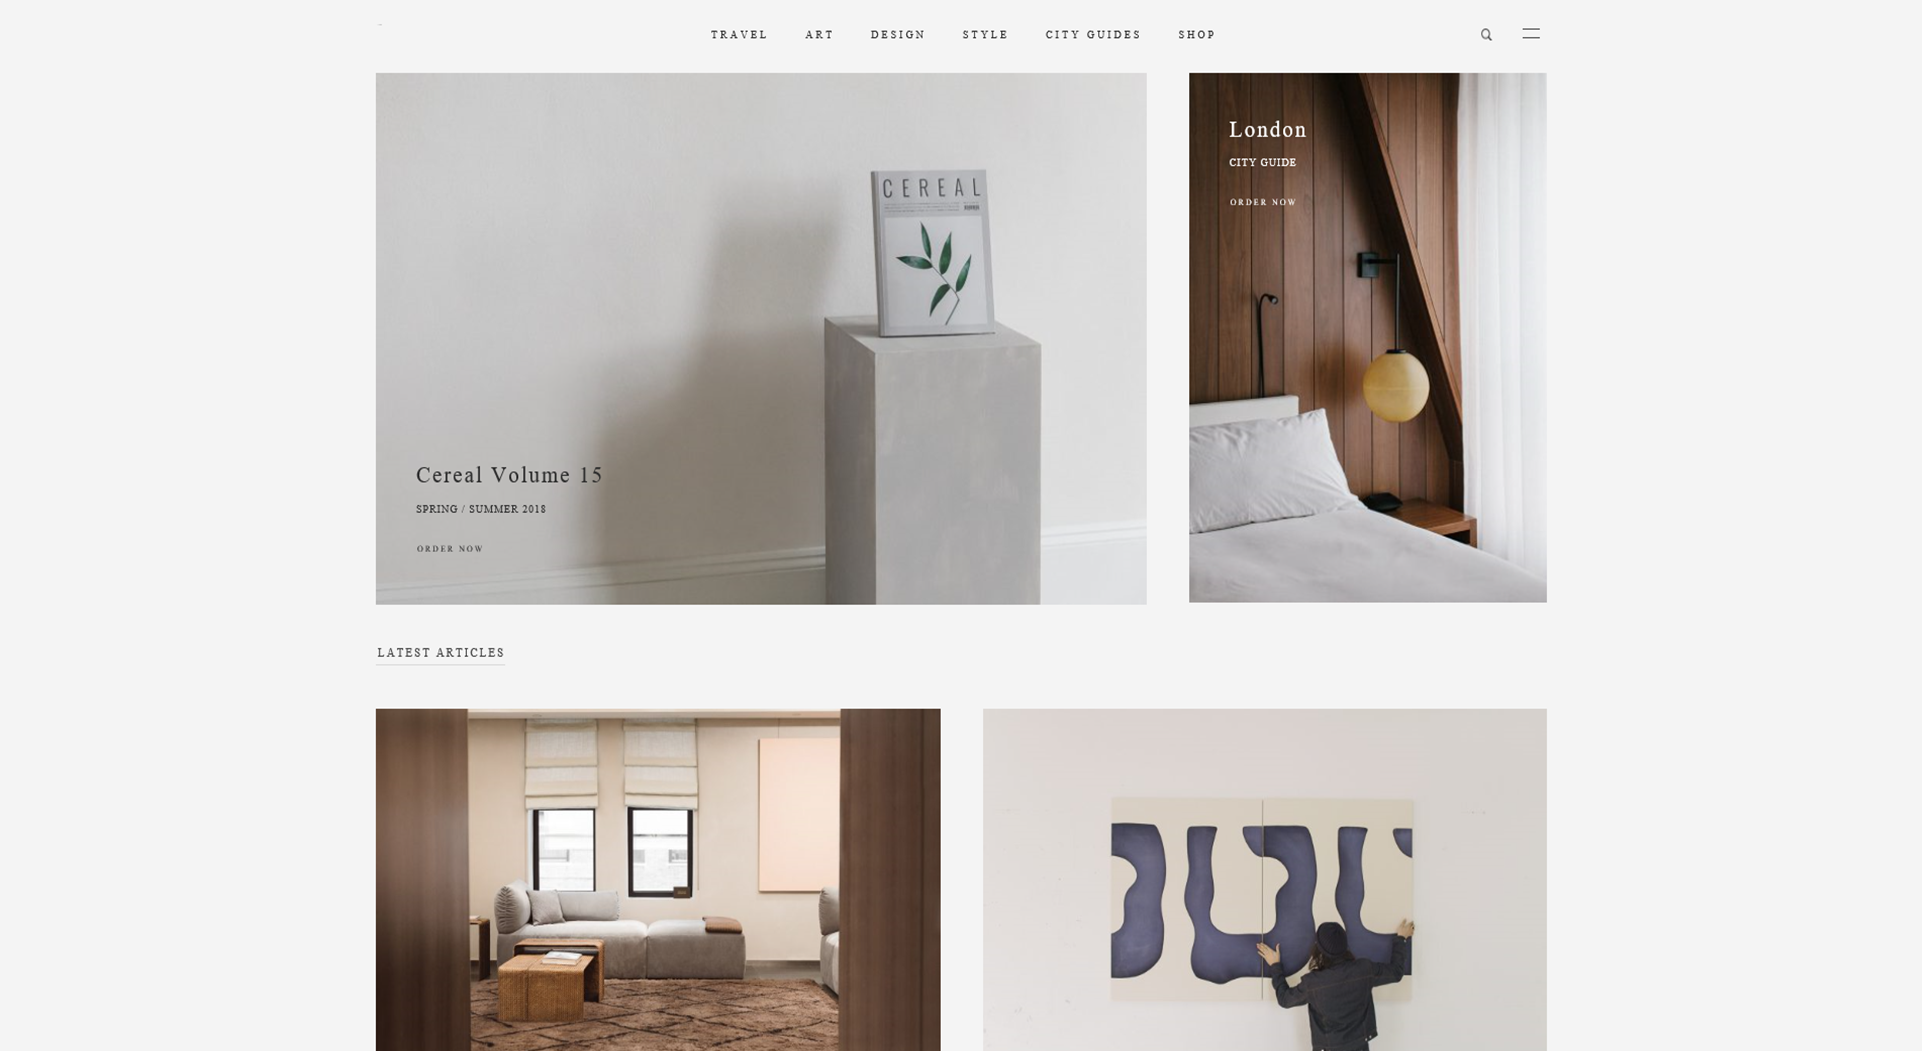 TRAVEL ART DESIGN STYLE CITY GUIDES SHOP
CEREAL
London
CITY GUIDE
ORDER NOW
Cereal Volume 15
SPRING / SUMMER 2018
ORDER NOW
LATEST ARTICLES